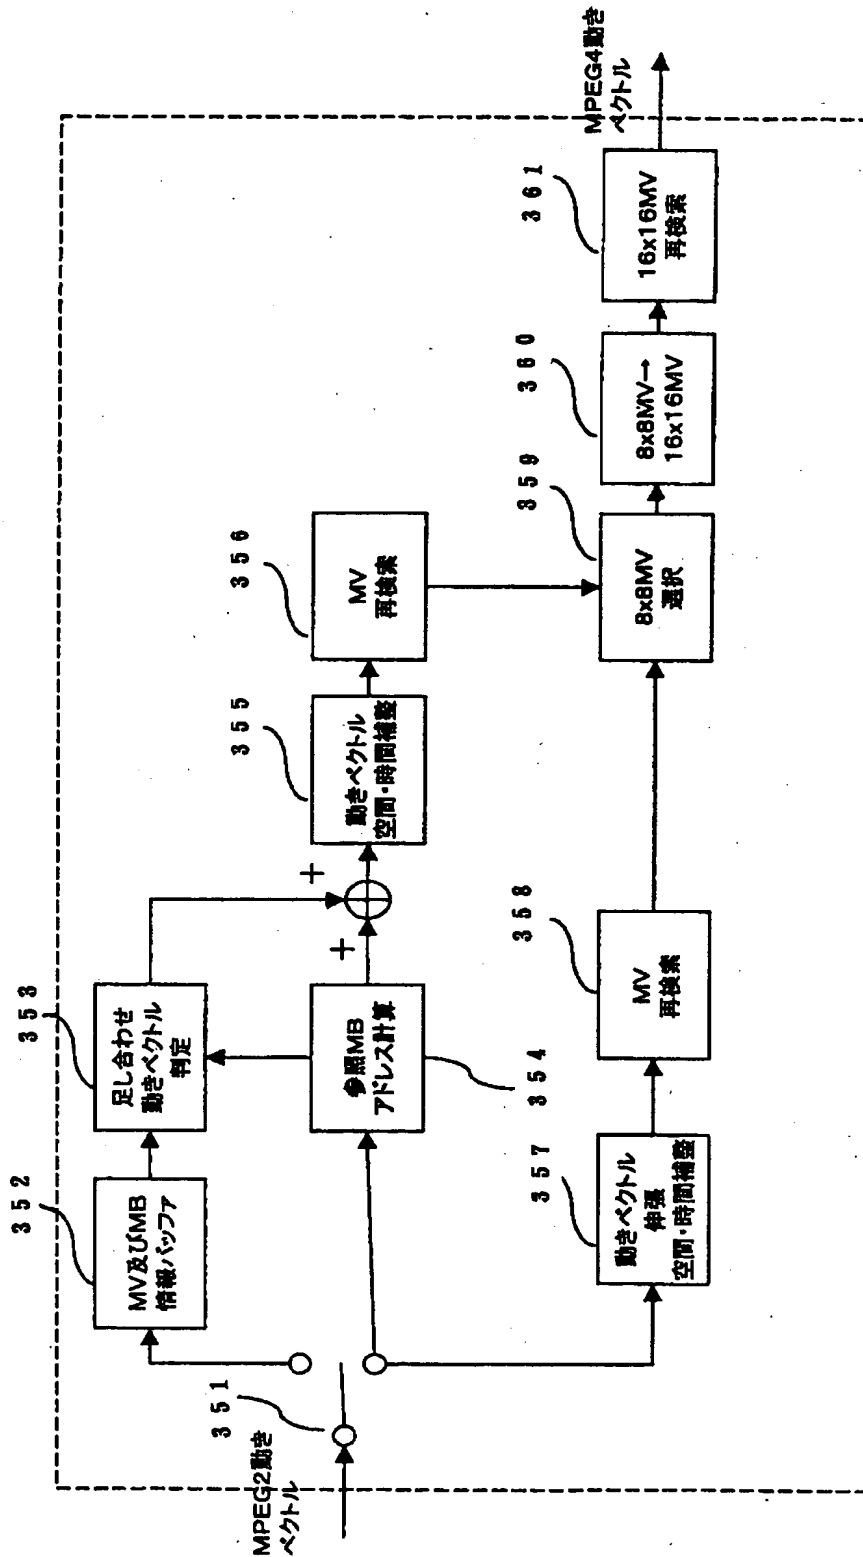 MPEG2動き
ベクトル
351
352
MV及びMB
情報バッファ
353
足し合わせ
動きベクトル
判定
354
参照MB
アドレス計算
+
+
355
動きベクトル
空間・時間補整
356
MV
再検索
357
動きベクトル
伸張
空間・時間補整
358
MV
再検索
359
8x8MV
選択
360
8x8MV→
16x16MV
361
16x16MV
再検索
MPEG4動き
ベクトル